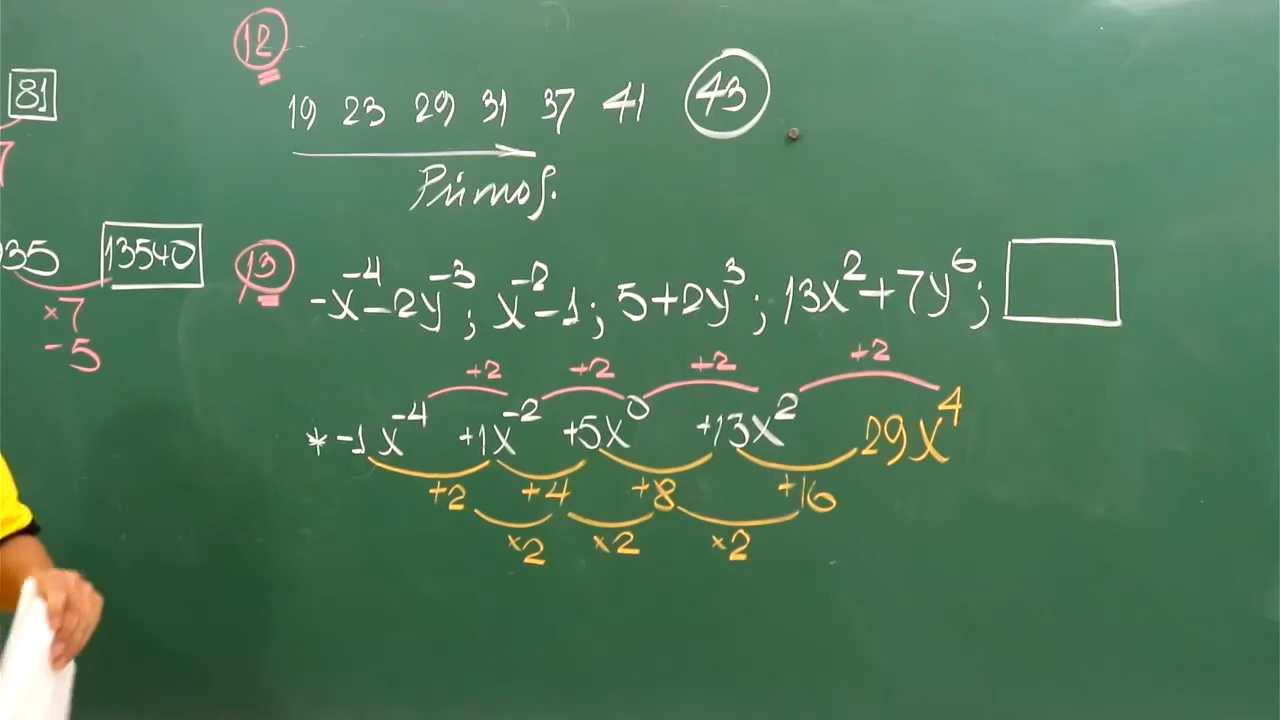 81
7
35 13540
×7
-5
12
19 23 29 31 37 41 43
Primos.
13
-x⁻⁴-2y⁻³; x⁻²-1; 5+2y³; 13x²+7y⁶;
+2 +2 +2 +2
* -1x⁻⁴ +1x⁻² +5x⁰ +13x² 29x⁴
+2 +4 +8 +16
×2 ×2 ×2